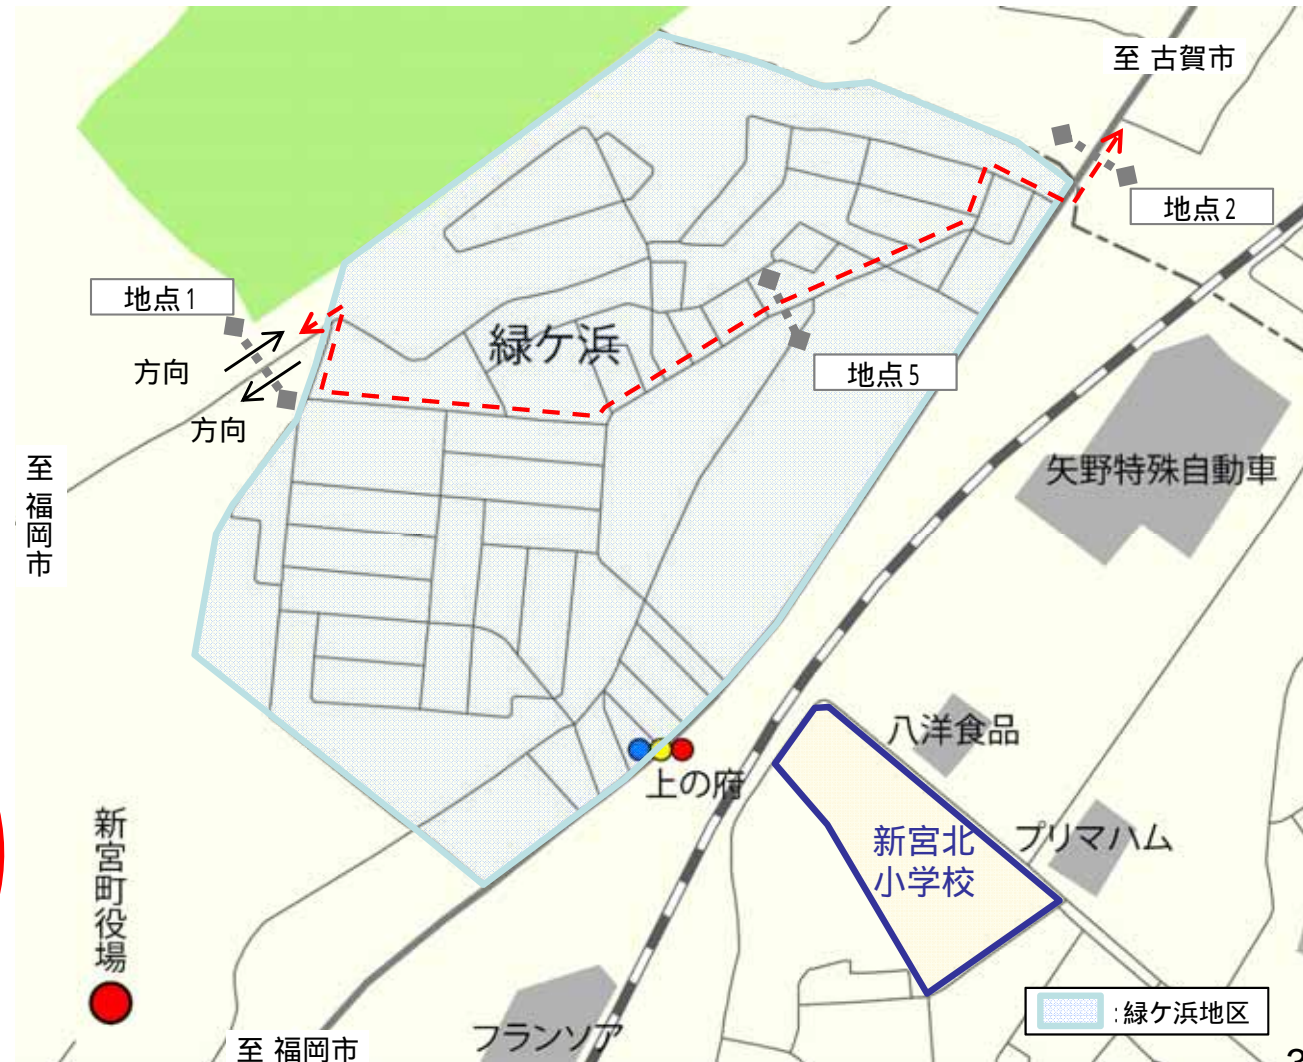 至 古賀市
地点2
地点1
方向
方向
緑ケ浜
地点5
至
福
岡
市
矢野特殊自動車
八洋食品
上の府
新宮北
小学校
プリマハム
新
宮
町
役
場
フランソア
:緑ケ浜地区
至 福岡市